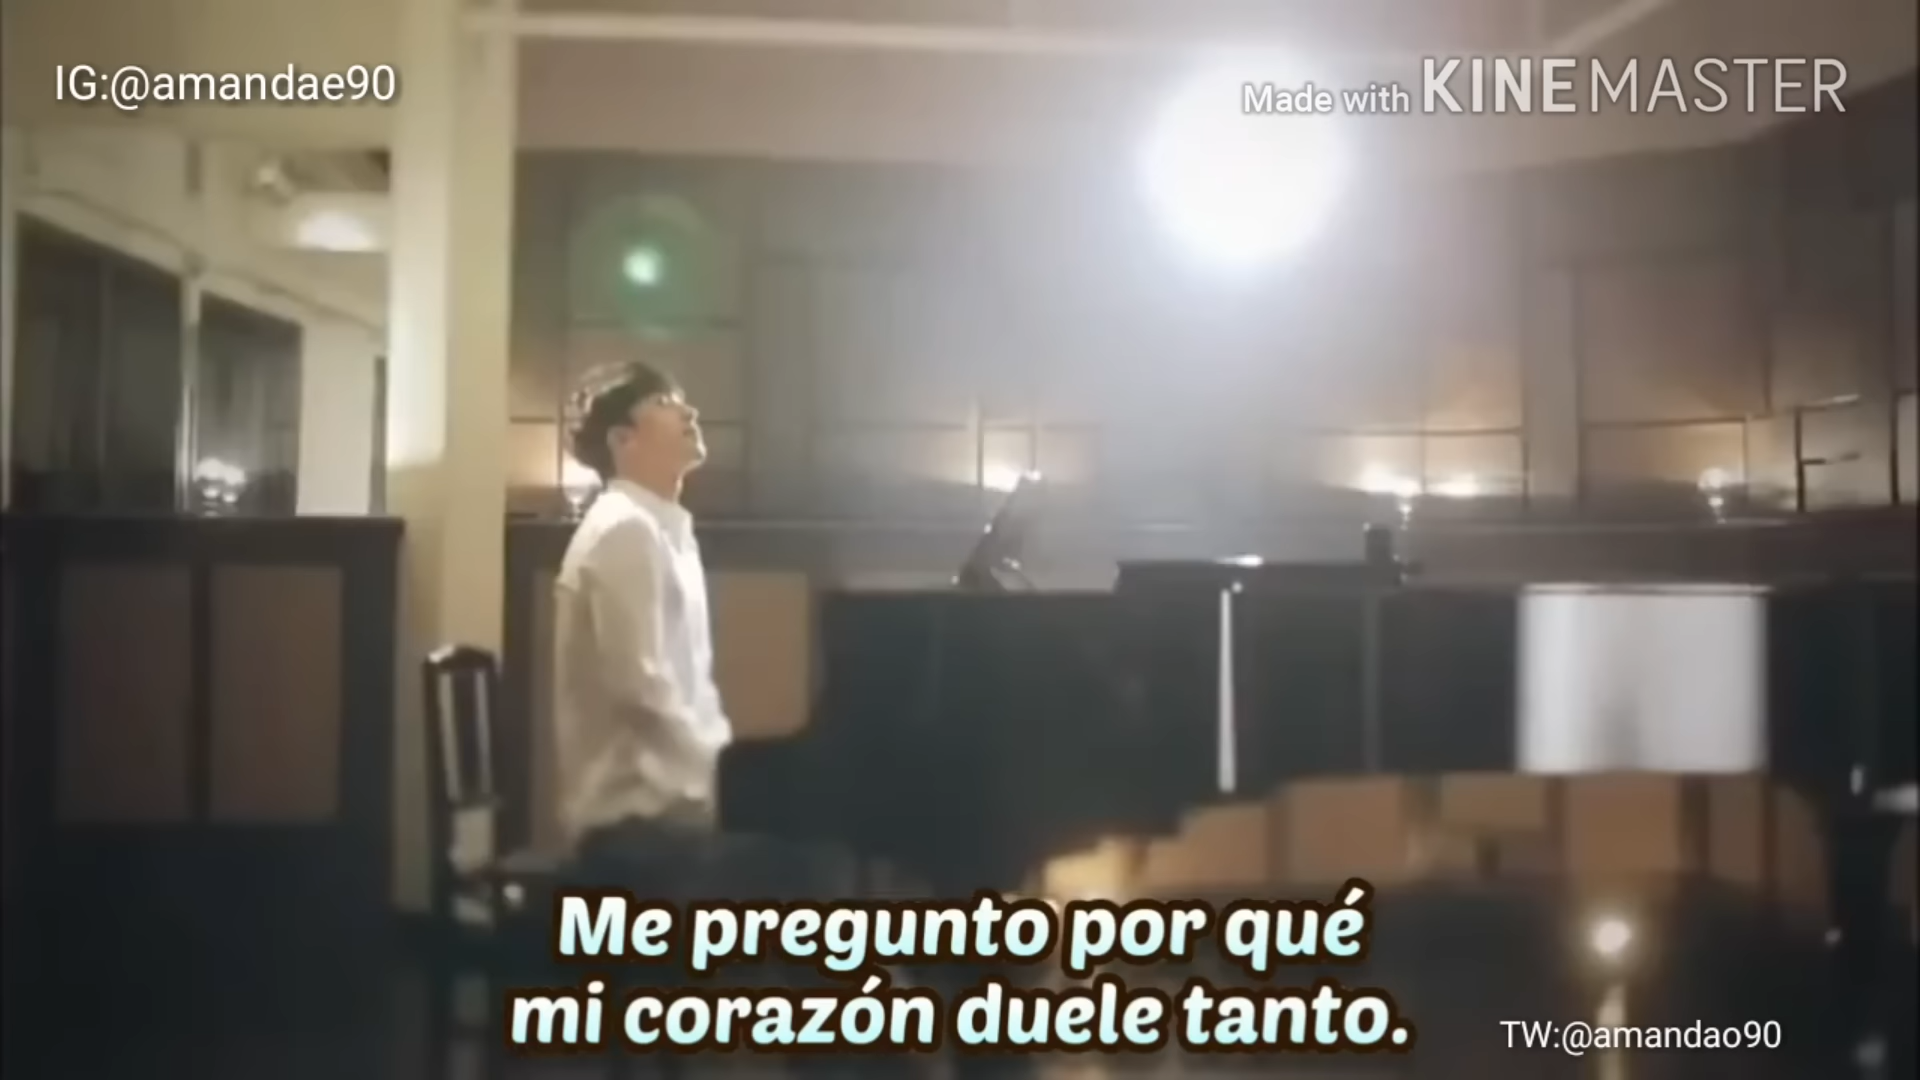 IG:@amandae90
Made with KINEMASTER
Me pregunto por qué
mi corazón duele tanto.
TW:@amandao90